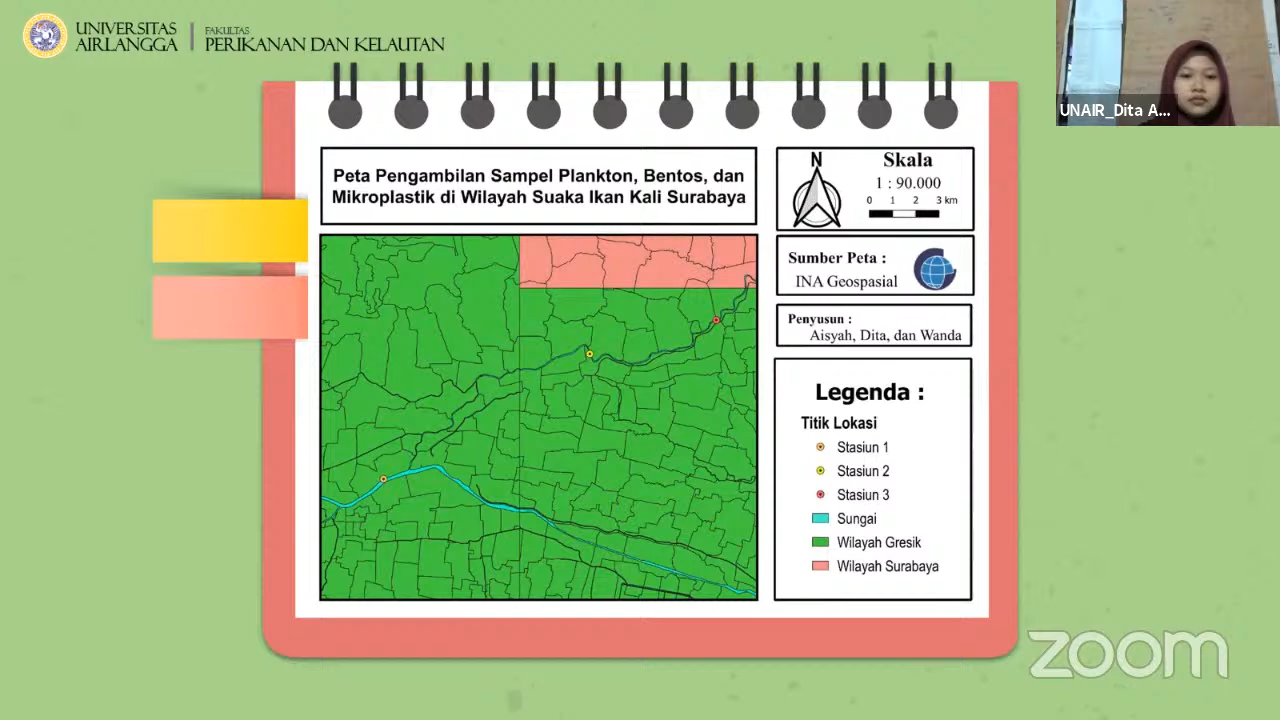 UNIVERSITAS
AIRLANGGA
FAKULTAS
PERIKANAN DAN KELAUTAN
UNAIR_Dita A...
Peta Pengambilan Sampel Plankton, Bentos, dan
Mikroplastik di Wilayah Suaka Ikan Kali Surabaya
N
Skala
1 : 90.000
0 1 2 3 km
Sumber Peta :
INA Geospasial
Penyusun :
Aisyah, Dita, dan Wanda
Legenda :
Titik Lokasi
Stasiun 1
Stasiun 2
Stasiun 3
Sungai
Wilayah Gresik
Wilayah Surabaya
zoom